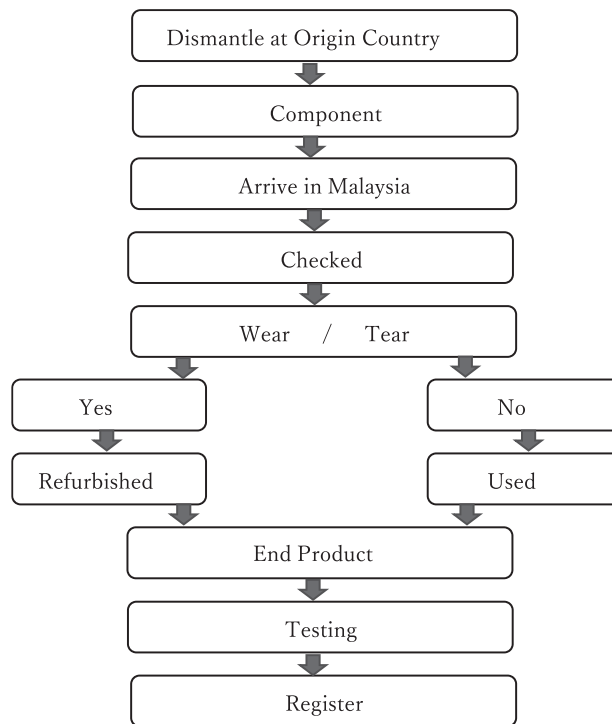 Dismantle at Origin Country
Component
Arrive in Malaysia
Checked
Wear / Tear
Yes
No
Refurbished
Used
End Product
Testing
Register